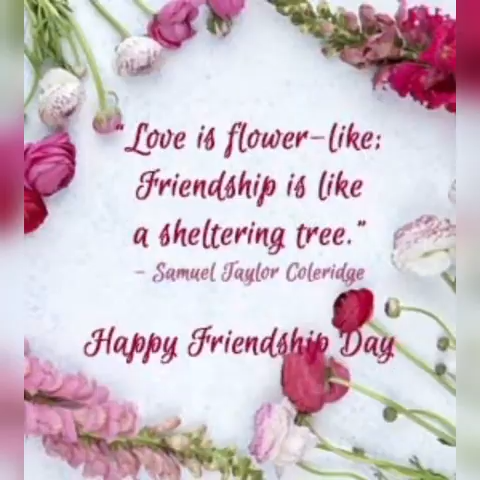 "Love is flower-like;
Friendship is like
a sheltering tree."
- Samuel Taylor Coleridge
Happy Friendship Day